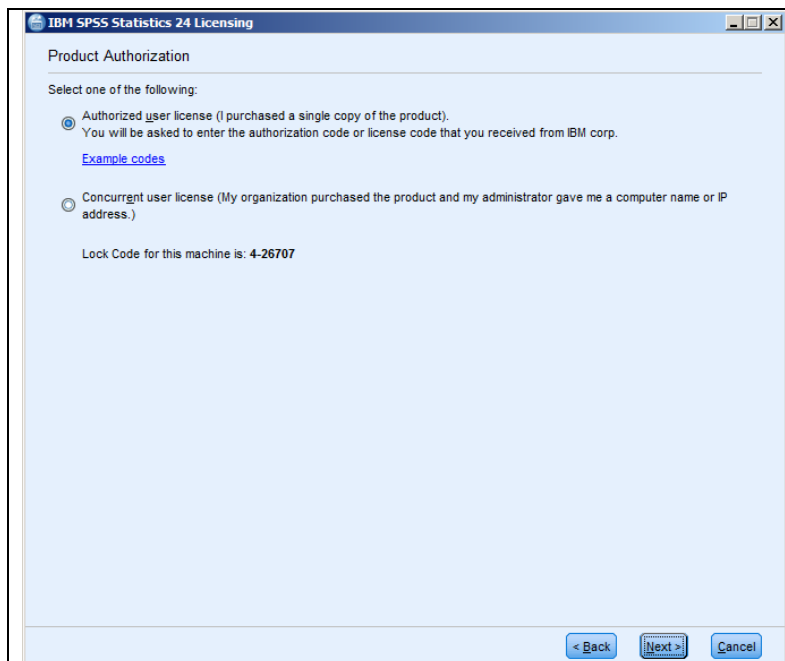 IBM SPSS Statistics 24 Licensing
Product Authorization
Select one of the following:
Authorized user license (I purchased a single copy of the product).
You will be asked to enter the authorization code or license code that you received from IBM corp.
Example codes
Concurrent user license (My organization purchased the product and my administrator gave me a computer name or IP
address.)
Lock Code for this machine is: 4-26707
< Back
Next >
Cancel